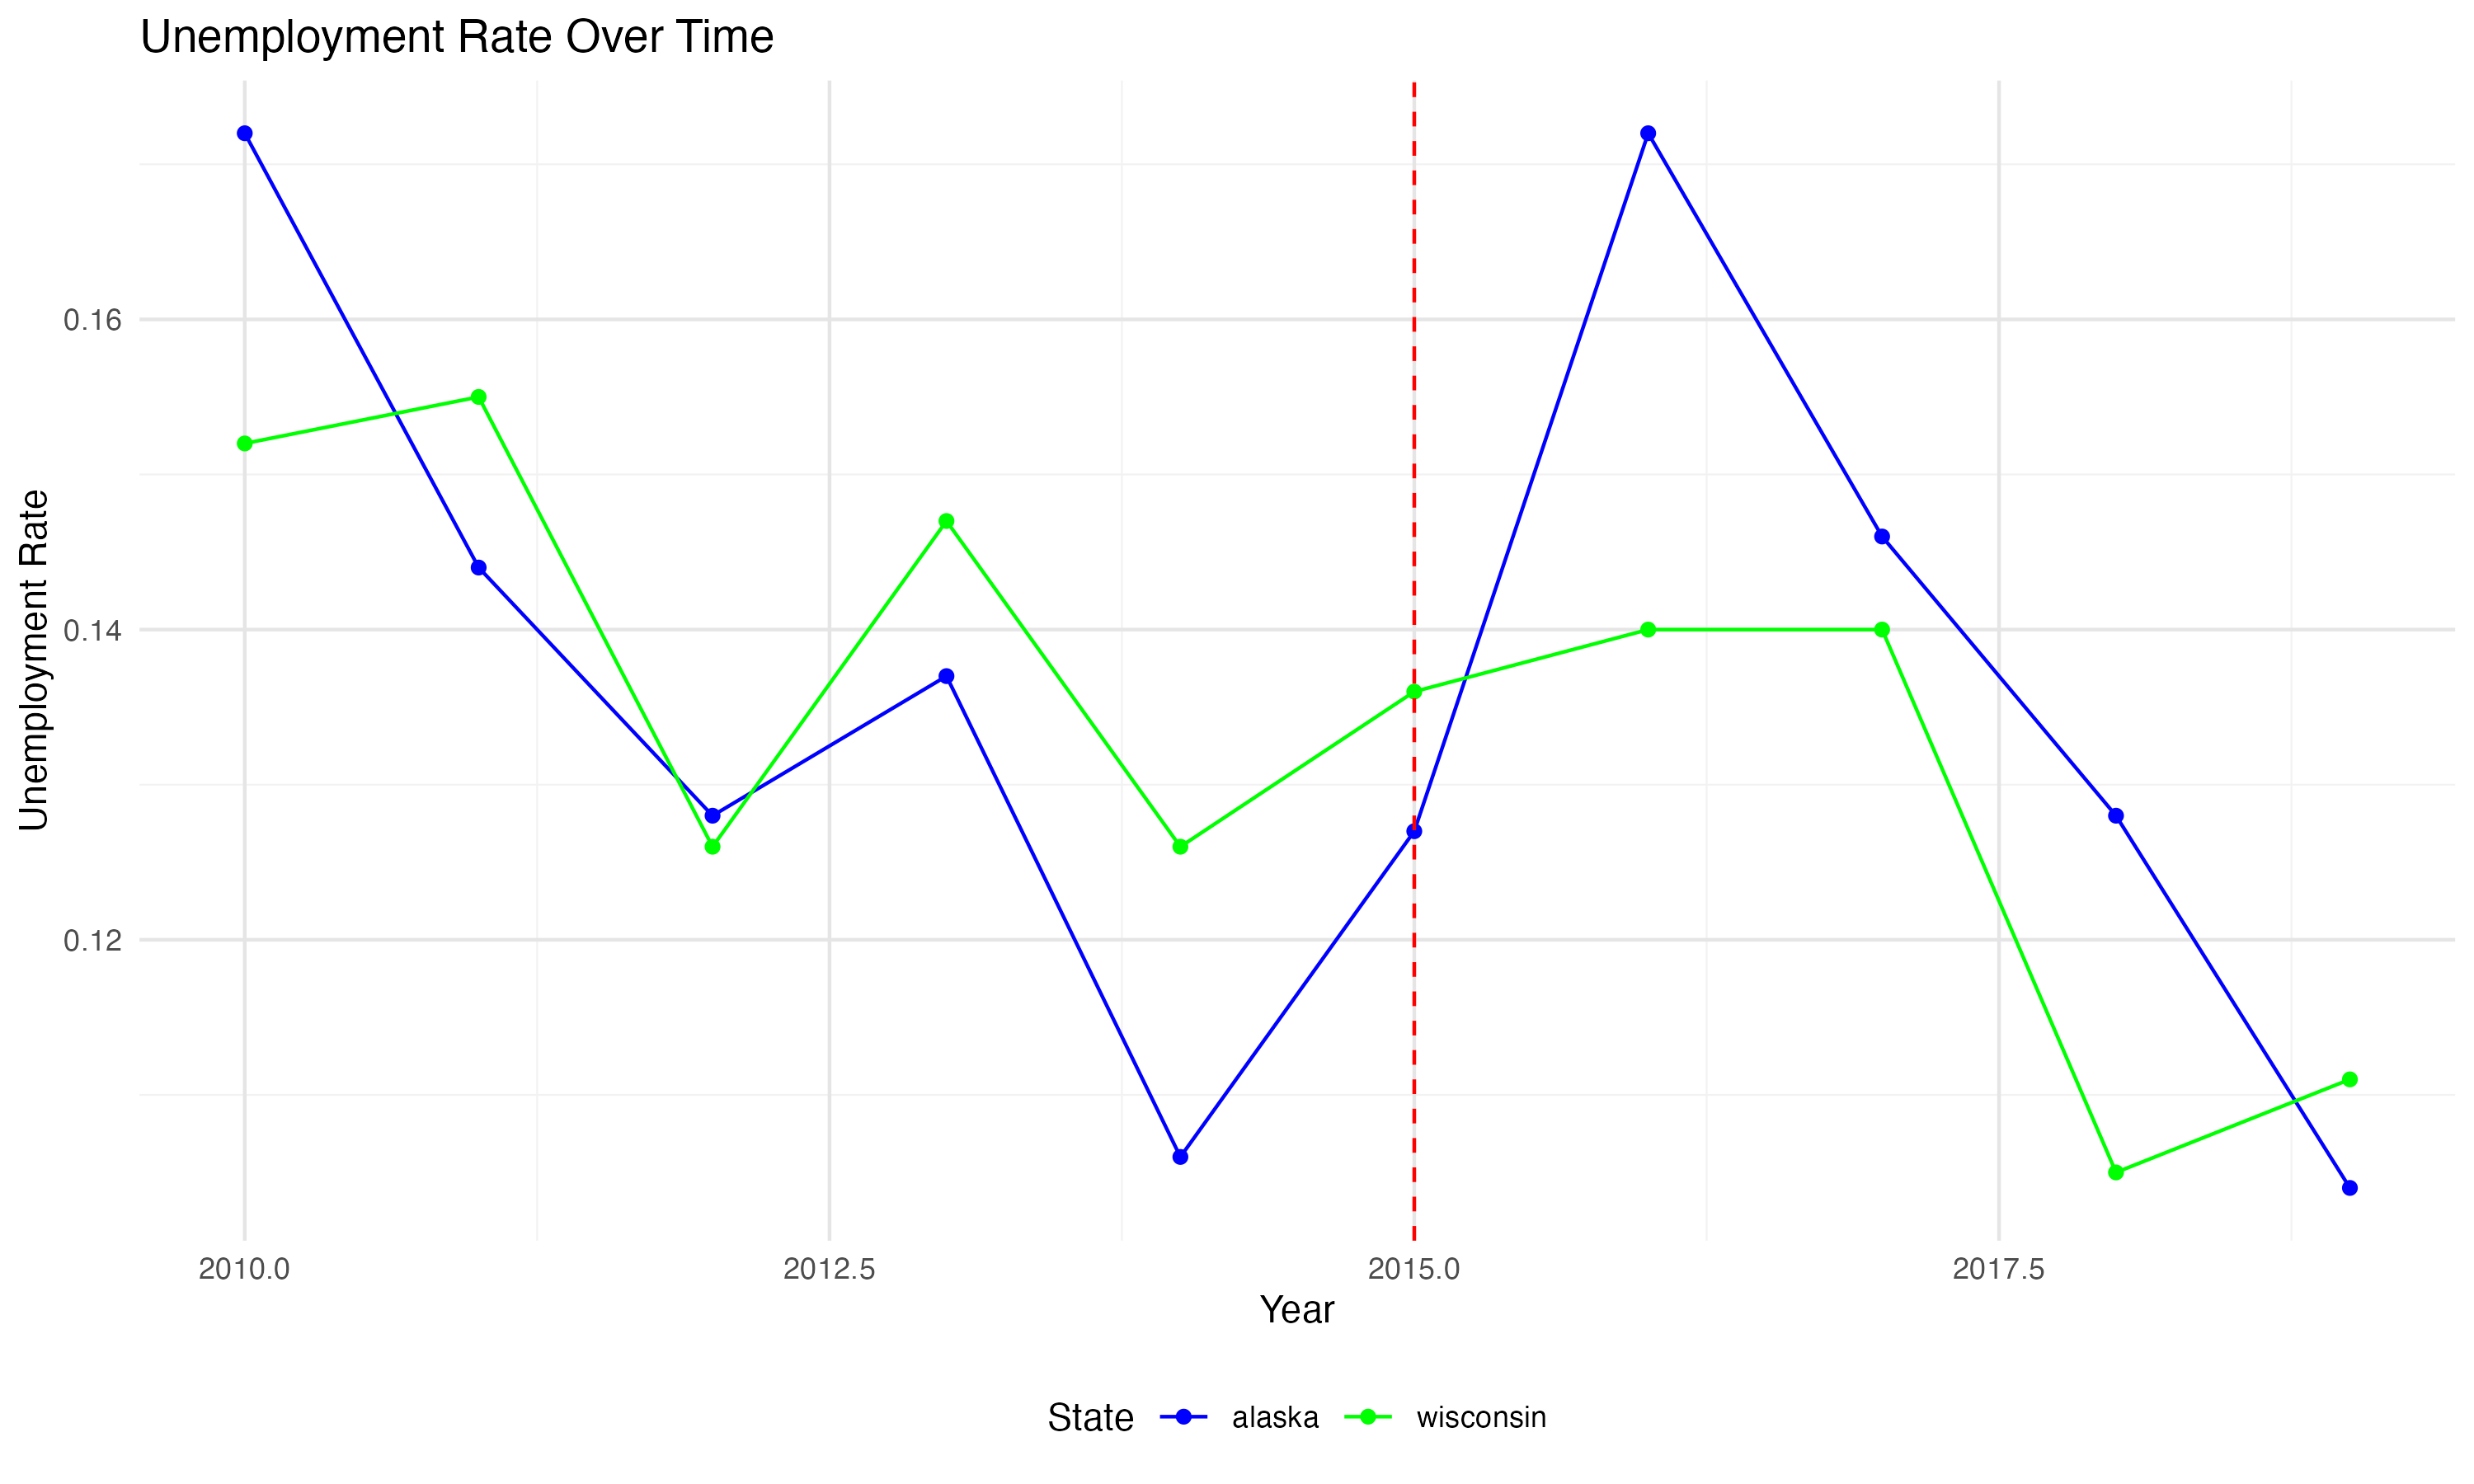 Unemployment Rate Over Time
Unemployment Rate
0.16
0.14
0.12
2010.0 2012.5 2015.0 2017.5
Year
State alaska wisconsin